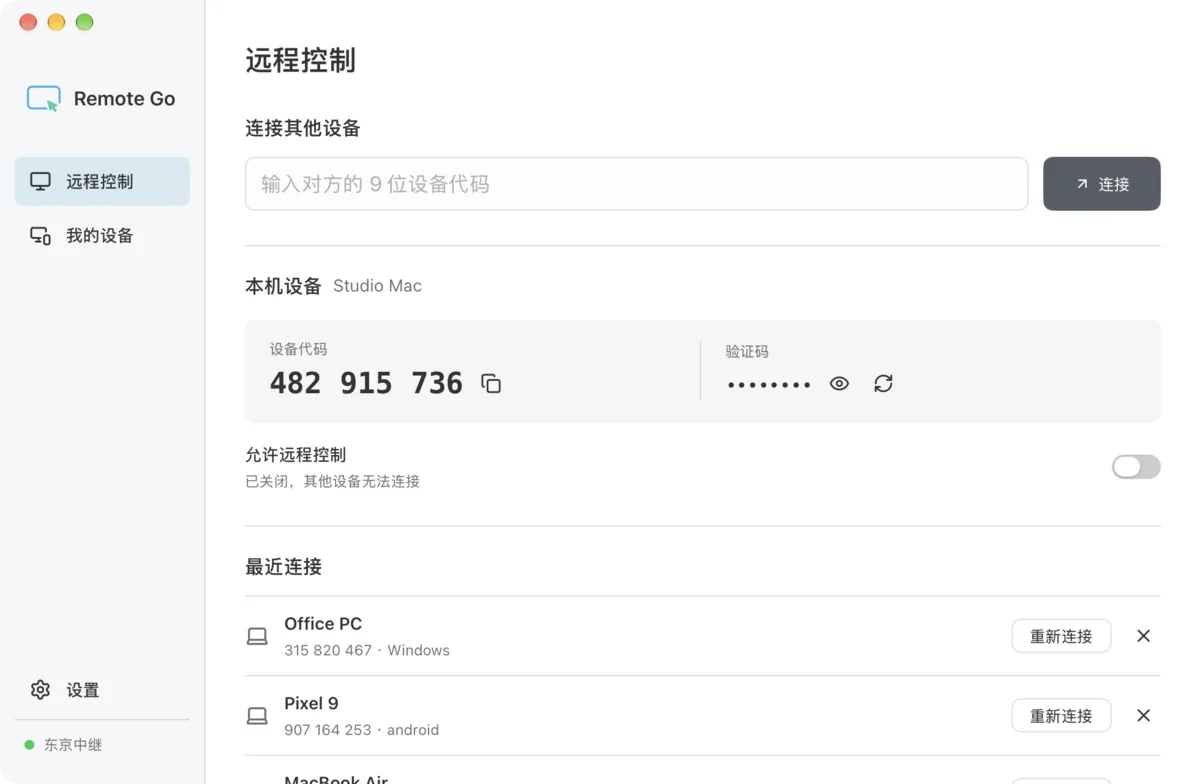 Remote Go
远程控制
我的设备
设置
东京中继
远程控制
连接其他设备
输入对方的 9 位设备代码
连接
本机设备 Studio Mac
设备代码
482 915 736
验证码
••••••••
允许远程控制
已关闭，其他设备无法连接
最近连接
Office PC
315 820 467 · Windows
重新连接
Pixel 9
907 164 253 · android
重新连接
MacBook Air